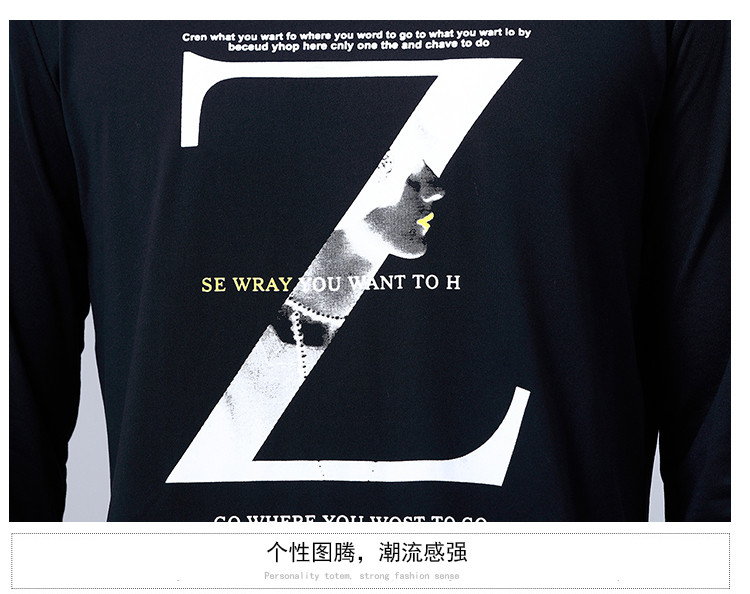 Cren what you wart fo where you word to go to what you wart lo by
beceud yhop here cnly one the and chave to do
Z
SE WRAY YOU WANT TO H
GO WHERE YOU WOST TO GO
个性图腾，潮流感强
Personality totem, strong fashion sense